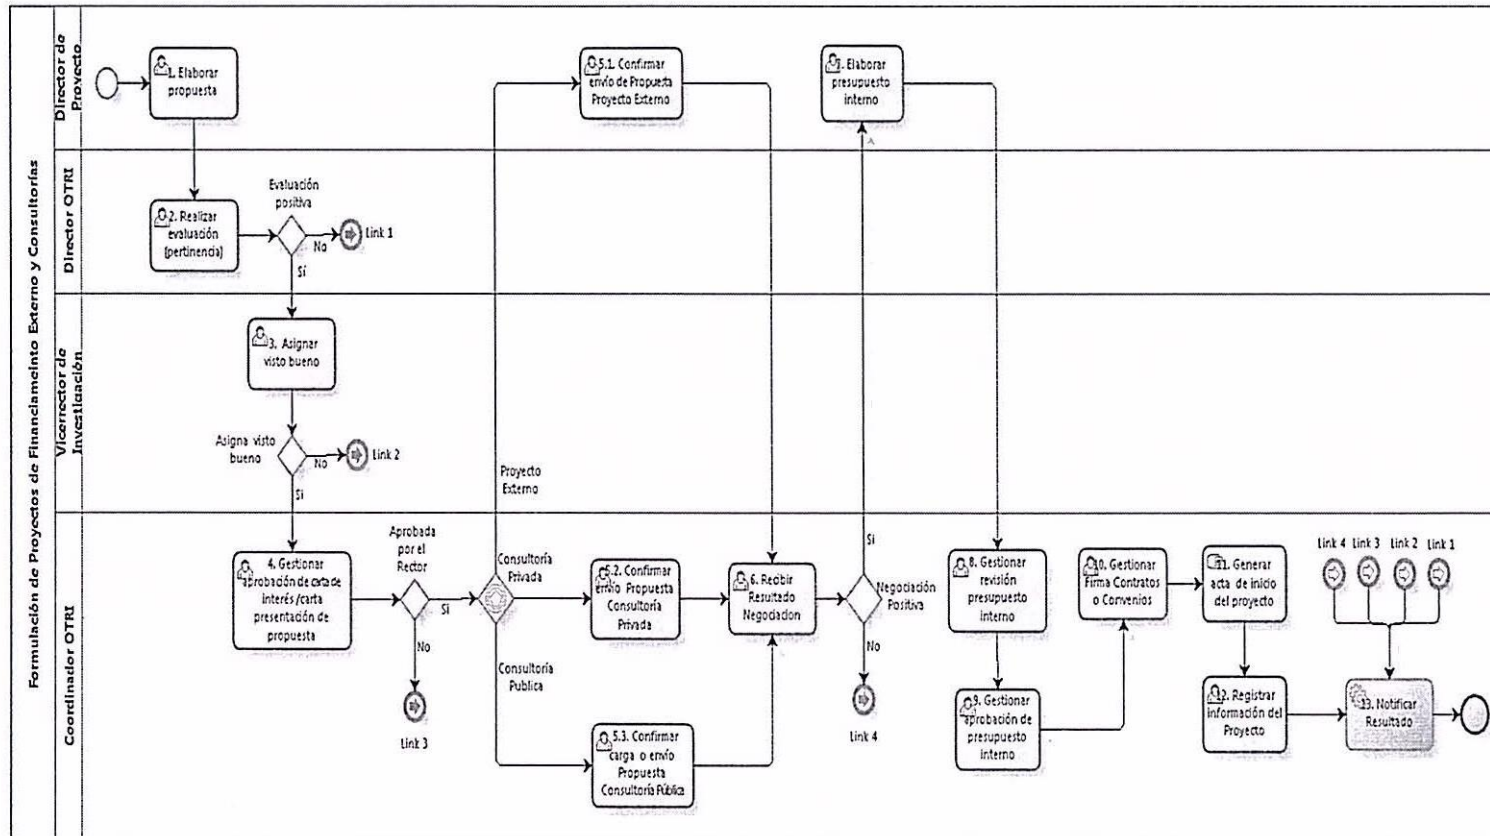 Formulación de Proyectos de Financiameinto Externo y Consultorías
Director de
Proyecto
1. Elaborar
propuesta
5.1. Confirmar
envío de Propuesta
Proyecto Externo
Elaborar
presupuesto
interno
Director OTRI
2. Realizar
evaluación
(pertinencia)
Evaluación
positiva
No
Link 1
Sí
Vicerrector de
Investigación
3. Asignar
visto bueno
Asigna visto
bueno
No
Link 2
Si
Proyecto
Externo
Coordinador OTRI
4. Gestionar
aprobación de carta de
interés /carta
presentación de
propuesta
Aprobada
por el
Rector
Si
No
Link 3
Consultoría
Privada
Consultoría
Publica
5.2. Confirmar
envío Propuesta
Consultoría
Privada
5.3. Confirmar
carga o envío
Propuesta
Consultoría Pública
6. Recibir
Resultado
Negociacion
Si
Negociación
Positiva
No
Link 4
8. Gestionar
revisión
presupuesto
interno
9. Gestionar
aprobación de
presupuesto
interno
10. Gestionar
Firma Contratos
o Convenios
11. Generar
acta de inicio
del proyecto
12. Registrar
información del
Proyecto
Link 4
Link 3
Link 2
Link 1
13. Notificar
Resultado